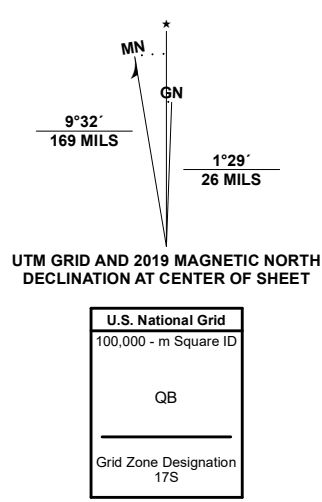 MN
GN
9°32´
169 MILS
1°29´
26 MILS
UTM GRID AND 2019 MAGNETIC NORTH
DECLINATION AT CENTER OF SHEET
U.S. National Grid
100,000 - m Square ID
QB
Grid Zone Designation
17S